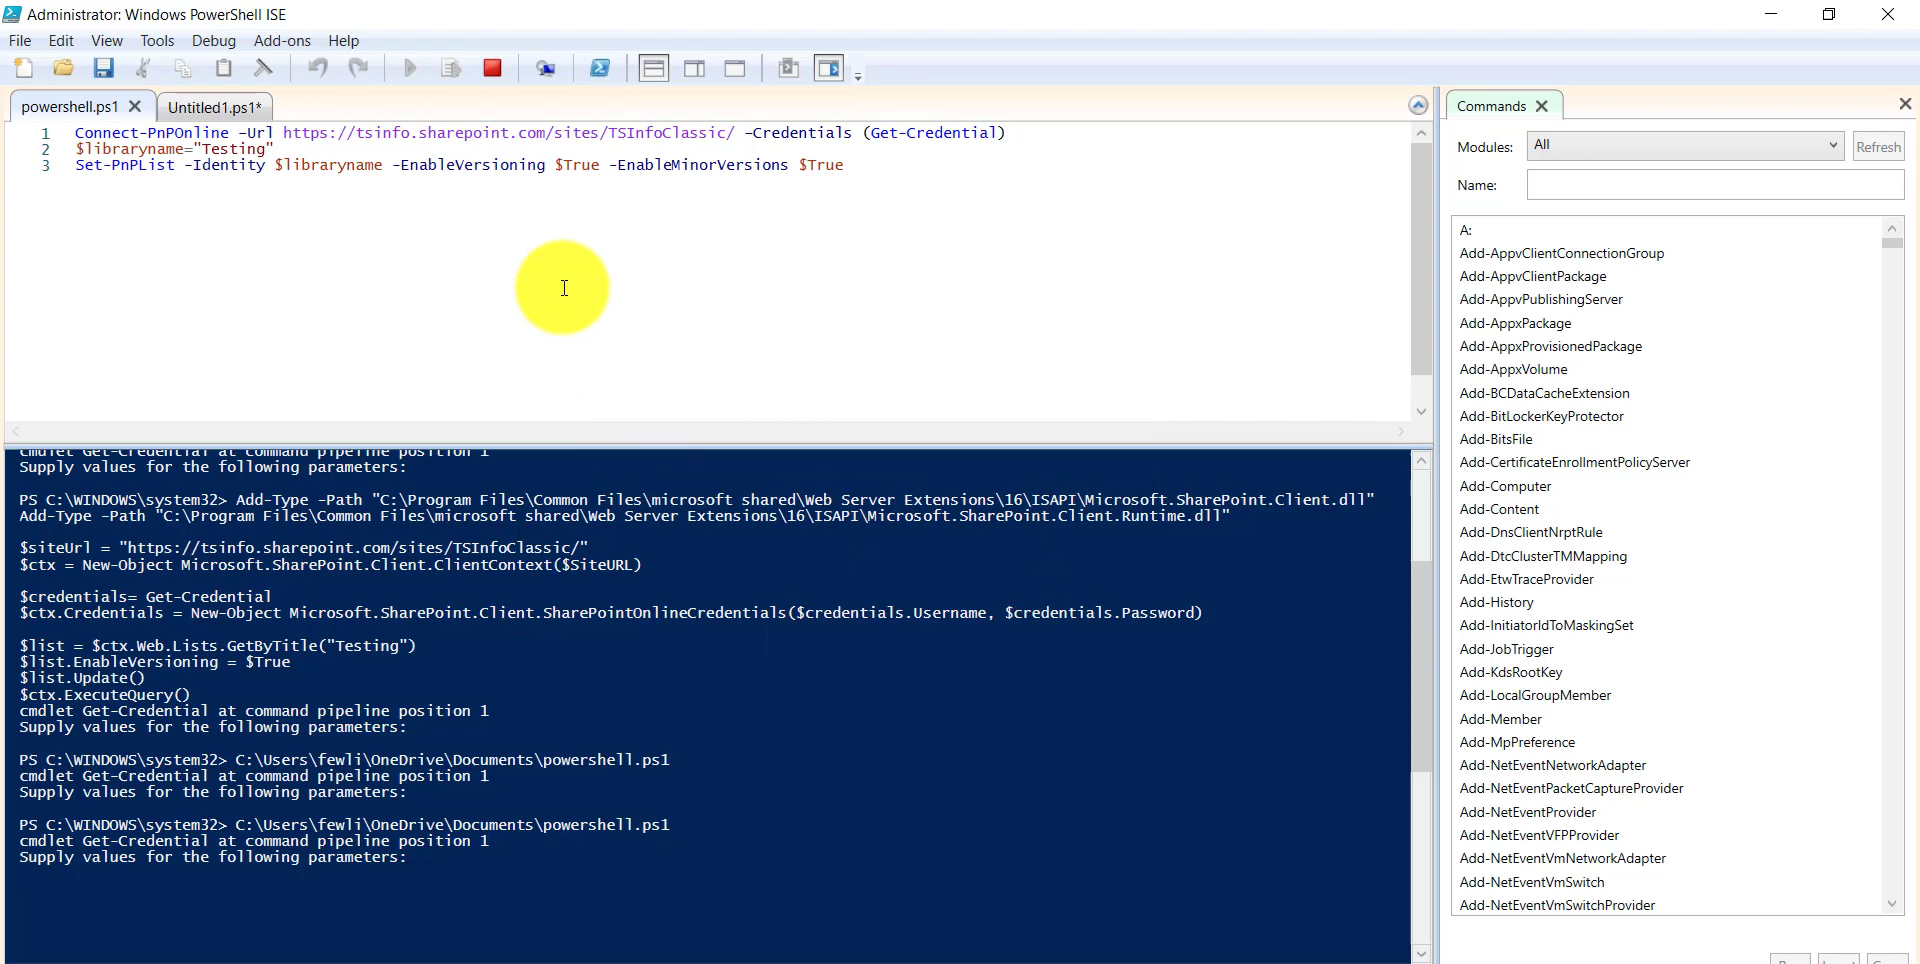 Administrator: Windows PowerShell ISE
File Edit View Tools Debug Add-ons Help
powershell.ps1 Untitled1.ps1*
1 Connect-PnPOnline -Url https://tsinfo.sharepoint.com/sites/TSInfoClassic/ -Credentials (Get-Credential)
2 $libraryname="Testing"
3 Set-PnPList -Identity $libraryname -EnableVersioning $True -EnableMinorVersions $True
cmdlet Get-Credential at command pipeline position 1
Supply values for the following parameters:
PS C:\WINDOWS\system32> Add-Type -Path "C:\Program Files\Common Files\microsoft shared\Web Server Extensions\16\ISAPI\Microsoft.SharePoint.Client.dll"
Add-Type -Path "C:\Program Files\Common Files\microsoft shared\Web Server Extensions\16\ISAPI\Microsoft.SharePoint.Client.Runtime.dll"
$siteUrl = "https://tsinfo.sharepoint.com/sites/TSInfoClassic/"
$ctx = New-Object Microsoft.SharePoint.Client.ClientContext($SiteURL)
$credentials= Get-Credential
$ctx.Credentials = New-Object Microsoft.SharePoint.Client.SharePointOnlineCredentials($credentials.Username, $credentials.Password)
$list = $ctx.Web.Lists.GetByTitle("Testing")
$list.EnableVersioning = $True
$list.Update()
$ctx.ExecuteQuery()
cmdlet Get-Credential at command pipeline position 1
Supply values for the following parameters:
PS C:\WINDOWS\system32> C:\Users\fewli\OneDrive\Documents\powershell.ps1
cmdlet Get-Credential at command pipeline position 1
Supply values for the following parameters:
PS C:\WINDOWS\system32> C:\Users\fewli\OneDrive\Documents\powershell.ps1
cmdlet Get-Credential at command pipeline position 1
Supply values for the following parameters:
Commands
Modules: All Refresh
Name:
A:
Add-AppvClientConnectionGroup
Add-AppvClientPackage
Add-AppvPublishingServer
Add-AppxPackage
Add-AppxProvisionedPackage
Add-AppxVolume
Add-BCDataCacheExtension
Add-BitLockerKeyProtector
Add-BitsFile
Add-CertificateEnrollmentPolicyServer
Add-Computer
Add-Content
Add-DnsClientNrptRule
Add-DtcClusterTMMapping
Add-EtwTraceProvider
Add-History
Add-InitiatorIdToMaskingSet
Add-JobTrigger
Add-KdsRootKey
Add-LocalGroupMember
Add-Member
Add-MpPreference
Add-NetEventNetworkAdapter
Add-NetEventPacketCaptureProvider
Add-NetEventProvider
Add-NetEventVFPProvider
Add-NetEventVmNetworkAdapter
Add-NetEventVmSwitch
Add-NetEventVmSwitchProvider